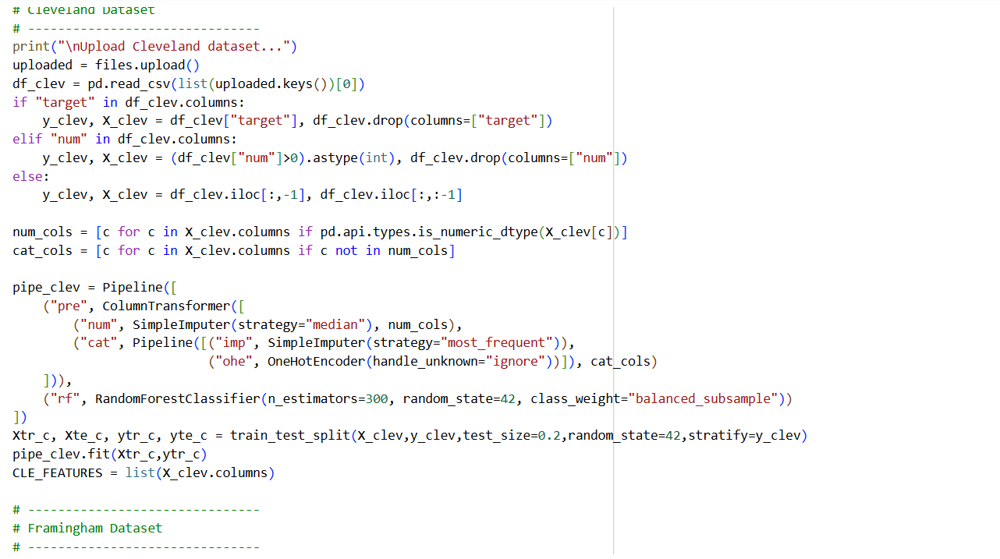 # Cleveland Dataset
# -------------------------------
print("\nUpload Cleveland dataset...")
uploaded = files.upload()
df_clev = pd.read_csv(list(uploaded.keys())[0])
if "target" in df_clev.columns:
    y_clev, X_clev = df_clev["target"], df_clev.drop(columns=["target"])
elif "num" in df_clev.columns:
    y_clev, X_clev = (df_clev["num"]>0).astype(int), df_clev.drop(columns=["num"])
else:
    y_clev, X_clev = df_clev.iloc[:,-1], df_clev.iloc[:,:-1]

num_cols = [c for c in X_clev.columns if pd.api.types.is_numeric_dtype(X_clev[c])]
cat_cols = [c for c in X_clev.columns if c not in num_cols]

pipe_clev = Pipeline([
    ("pre", ColumnTransformer([
        ("num", SimpleImputer(strategy="median"), num_cols),
        ("cat", Pipeline([("imp", SimpleImputer(strategy="most_frequent")),
                          ("ohe", OneHotEncoder(handle_unknown="ignore"))]), cat_cols)
    ])),
    ("rf", RandomForestClassifier(n_estimators=300, random_state=42, class_weight="balanced_subsample"))
])
Xtr_c, Xte_c, ytr_c, yte_c = train_test_split(X_clev,y_clev,test_size=0.2,random_state=42,stratify=y_clev)
pipe_clev.fit(Xtr_c,ytr_c)
CLE_FEATURES = list(X_clev.columns)

# -------------------------------
# Framingham Dataset
# -------------------------------